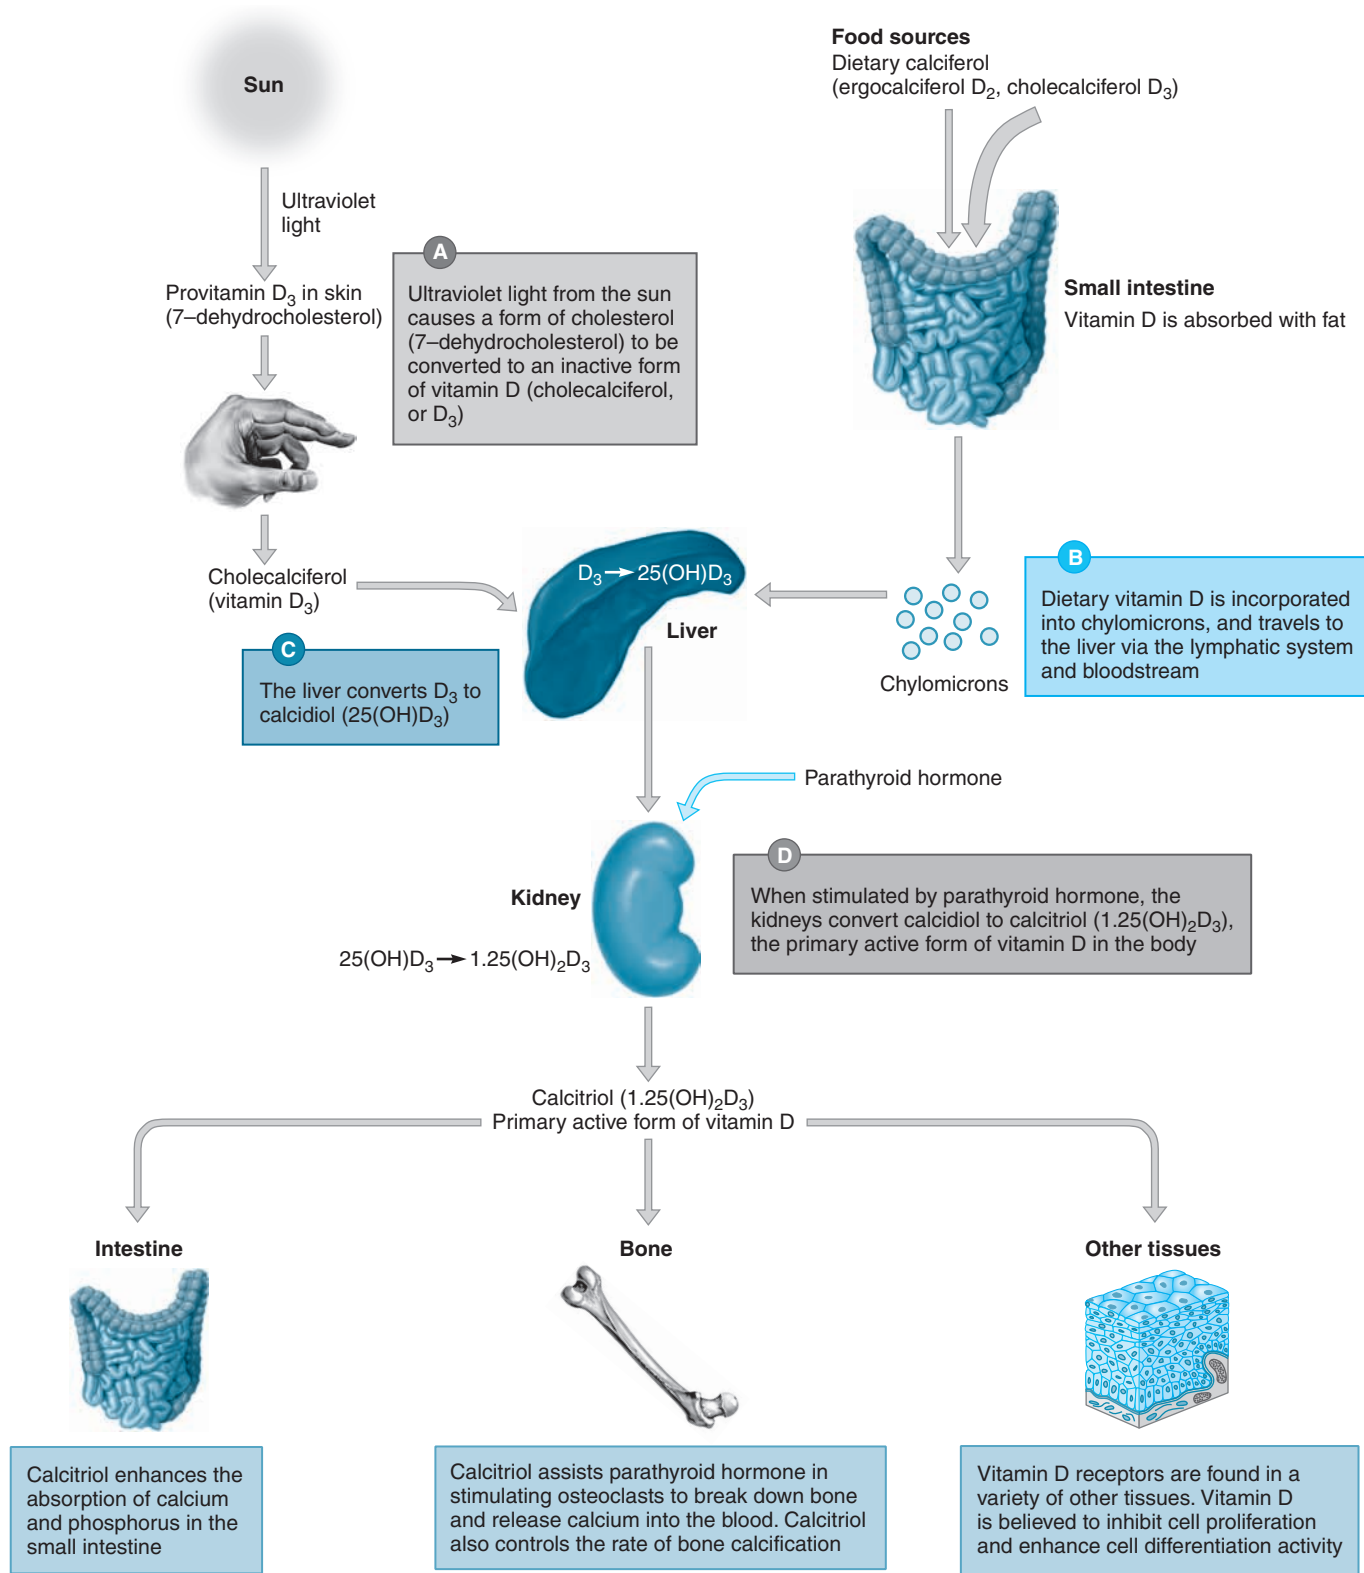 Sun
Ultraviolet
light
Provitamin D₃ in skin
(7–dehydrocholesterol)
A
Ultraviolet light from the sun
causes a form of cholesterol
(7–dehydrocholesterol) to be
converted to an inactive form
of vitamin D (cholecalciferol,
or D₃)
Food sources
Dietary calciferol
(ergocalciferol D₂, cholecalciferol D₃)
Small intestine
Vitamin D is absorbed with fat
Cholecalciferol
(vitamin D₃)
D₃ → 25(OH)D₃
Liver
Chylomicrons
B
Dietary vitamin D is incorporated
into chylomicrons, and travels to
the liver via the lymphatic system
and bloodstream
C
The liver converts D₃ to
calcidiol (25(OH)D₃)
Parathyroid hormone
Kidney
25(OH)D₃ → 1.25(OH)₂D₃
D
When stimulated by parathyroid hormone, the
kidneys convert calcidiol to calcitriol (1.25(OH)₂D₃),
the primary active form of vitamin D in the body
Calcitriol (1.25(OH)₂D₃)
Primary active form of vitamin D
Intestine
Calcitriol enhances the
absorption of calcium
and phosphorus in the
small intestine
Bone
Calcitriol assists parathyroid hormone in
stimulating osteoclasts to break down bone
and release calcium into the blood. Calcitriol
also controls the rate of bone calcification
Other tissues
Vitamin D receptors are found in a
variety of other tissues. Vitamin D
is believed to inhibit cell proliferation
and enhance cell differentiation activity